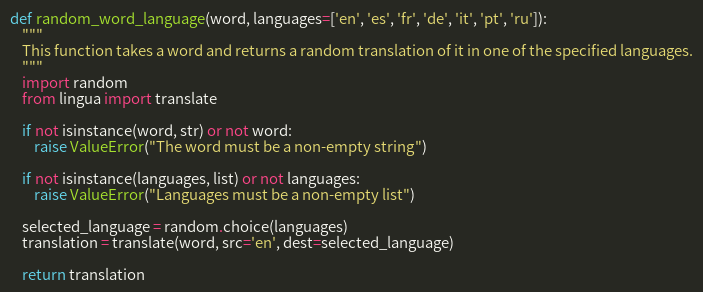 def random_word_language(word, languages=['en', 'es', 'fr', 'de', 'it', 'pt', 'ru']):
    """
    This function takes a word and returns a random translation of it in one of the specified languages.
    """
    import random
    from lingua import translate

    if not isinstance(word, str) or not word:
        raise ValueError("The word must be a non-empty string")

    if not isinstance(languages, list) or not languages:
        raise ValueError("Languages must be a non-empty list")

    selected_language = random.choice(languages)
    translation = translate(word, src='en', dest=selected_language)

    return translation